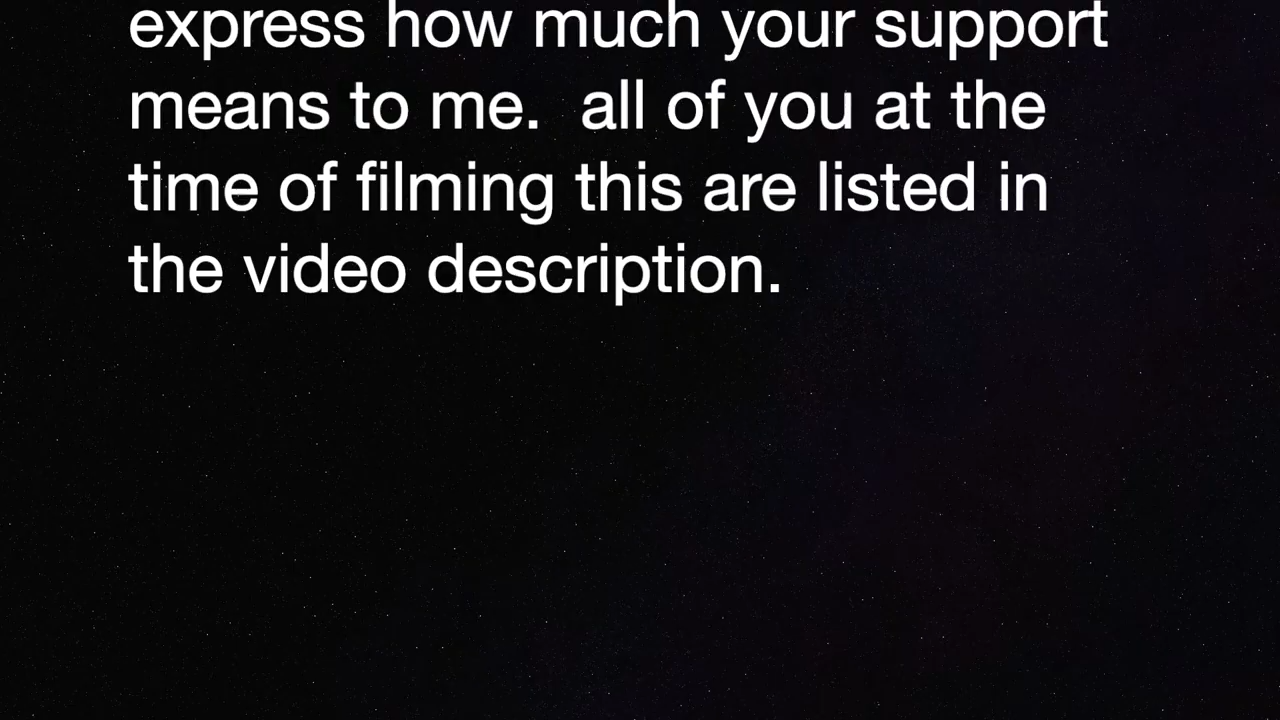 express how much your support
means to me.  all of you at the
time of filming this are listed in
the video description.